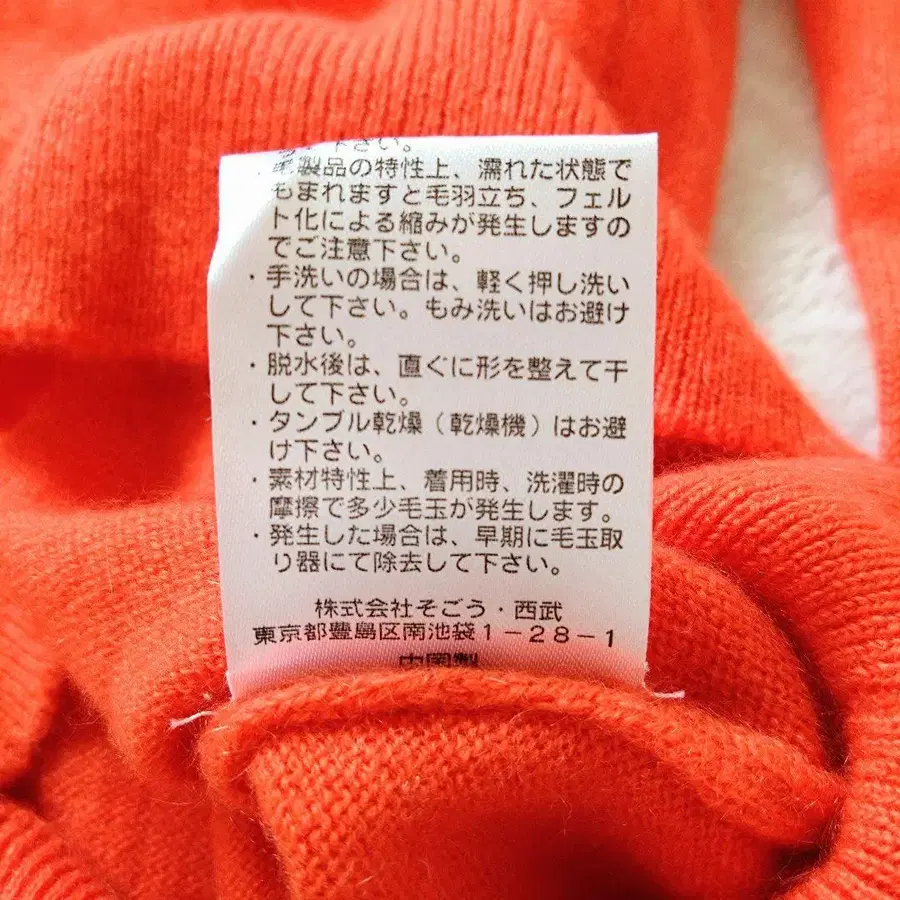 下さい。
毛製品の特性上、濡れた状態で
もまれますと毛羽立ち、フェル
ト化による縮みが発生しますの
でご注意下さい。
・手洗いの場合は、軽く押し洗い
して下さい。もみ洗いはお避け
下さい。
・脱水後は、直ぐに形を整えて干
して下さい。
・タンブル乾燥（乾燥機）はお避
け下さい。
・素材特性上、着用時、洗濯時の
摩擦で多少毛玉が発生します。
・発生した場合は、早期に毛玉取
り器にて除去して下さい。
株式会社そごう・西武
東京都豊島区南池袋1－28－1
中国製